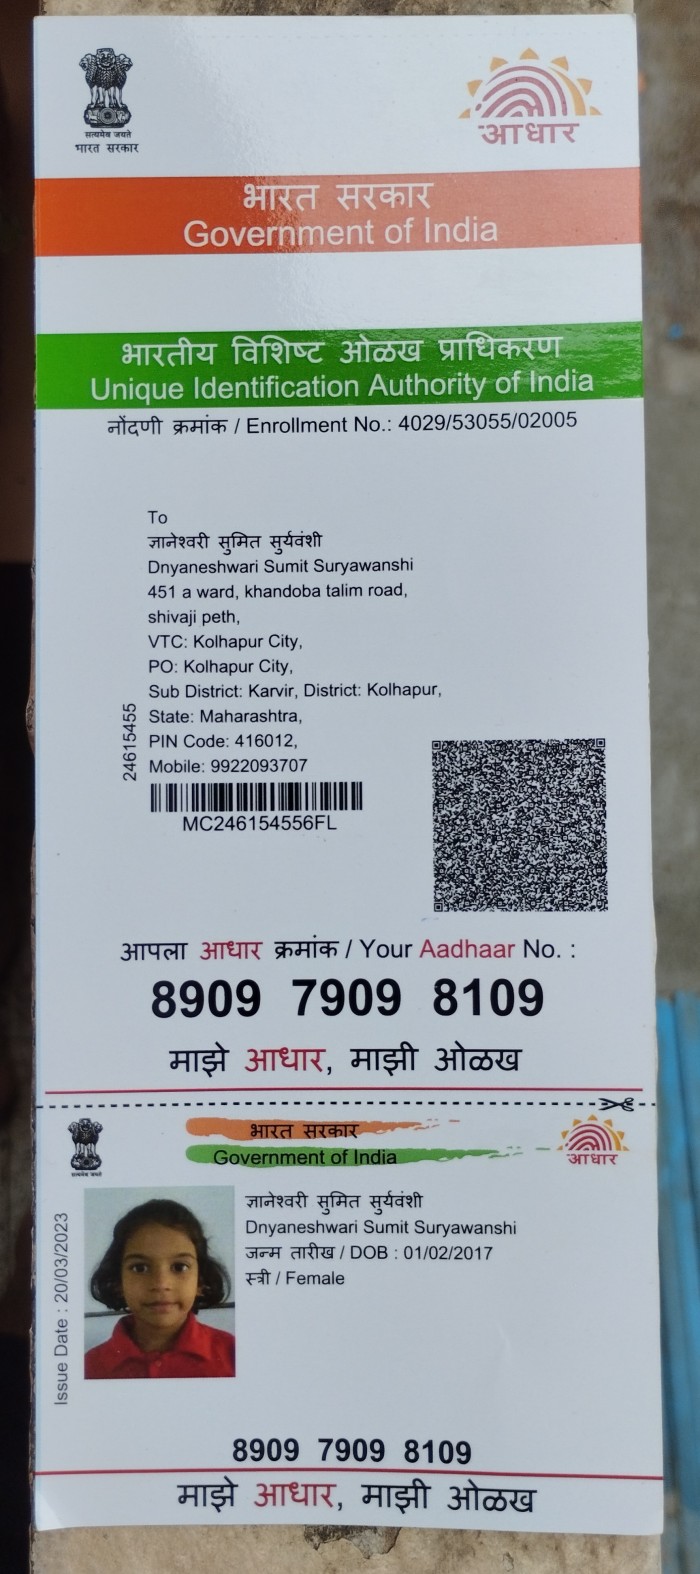 सत्यमेव जयते
भारत सरकार
आधार
भारत सरकार
Government of India
भारतीय विशिष्ट ओळख प्राधिकरण
Unique Identification Authority of India
नोंदणी क्रमांक / Enrollment No.: 4029/53055/02005
To
ज्ञानेश्वरी सुमित सुर्यवंशी
Dnyaneshwari Sumit Suryawanshi
451 a ward, khandoba talim road,
shivaji peth,
VTC: Kolhapur City,
PO: Kolhapur City,
Sub District: Karvir, District: Kolhapur,
State: Maharashtra,
PIN Code: 416012,
Mobile: 9922093707
24615455
MC246154556FL
आपला आधार क्रमांक / Your Aadhaar No. :
8909 7909 8109
माझे आधार, माझी ओळख
भारत सरकार
Government of India
सत्यमेव जयते
आधार
Issue Date : 20/03/2023
ज्ञानेश्वरी सुमित सुर्यवंशी
Dnyaneshwari Sumit Suryawanshi
जन्म तारीख / DOB : 01/02/2017
स्त्री / Female
8909 7909 8109
माझे आधार, माझी ओळख